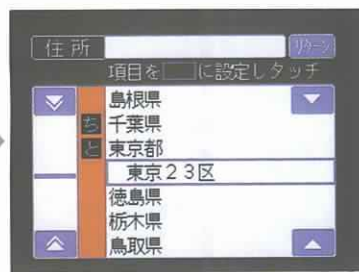 住所
リターン
項目を　に設定しタッチ
島根県
ち 千葉県
と 東京都
東京２３区
徳島県
栃木県
鳥取県